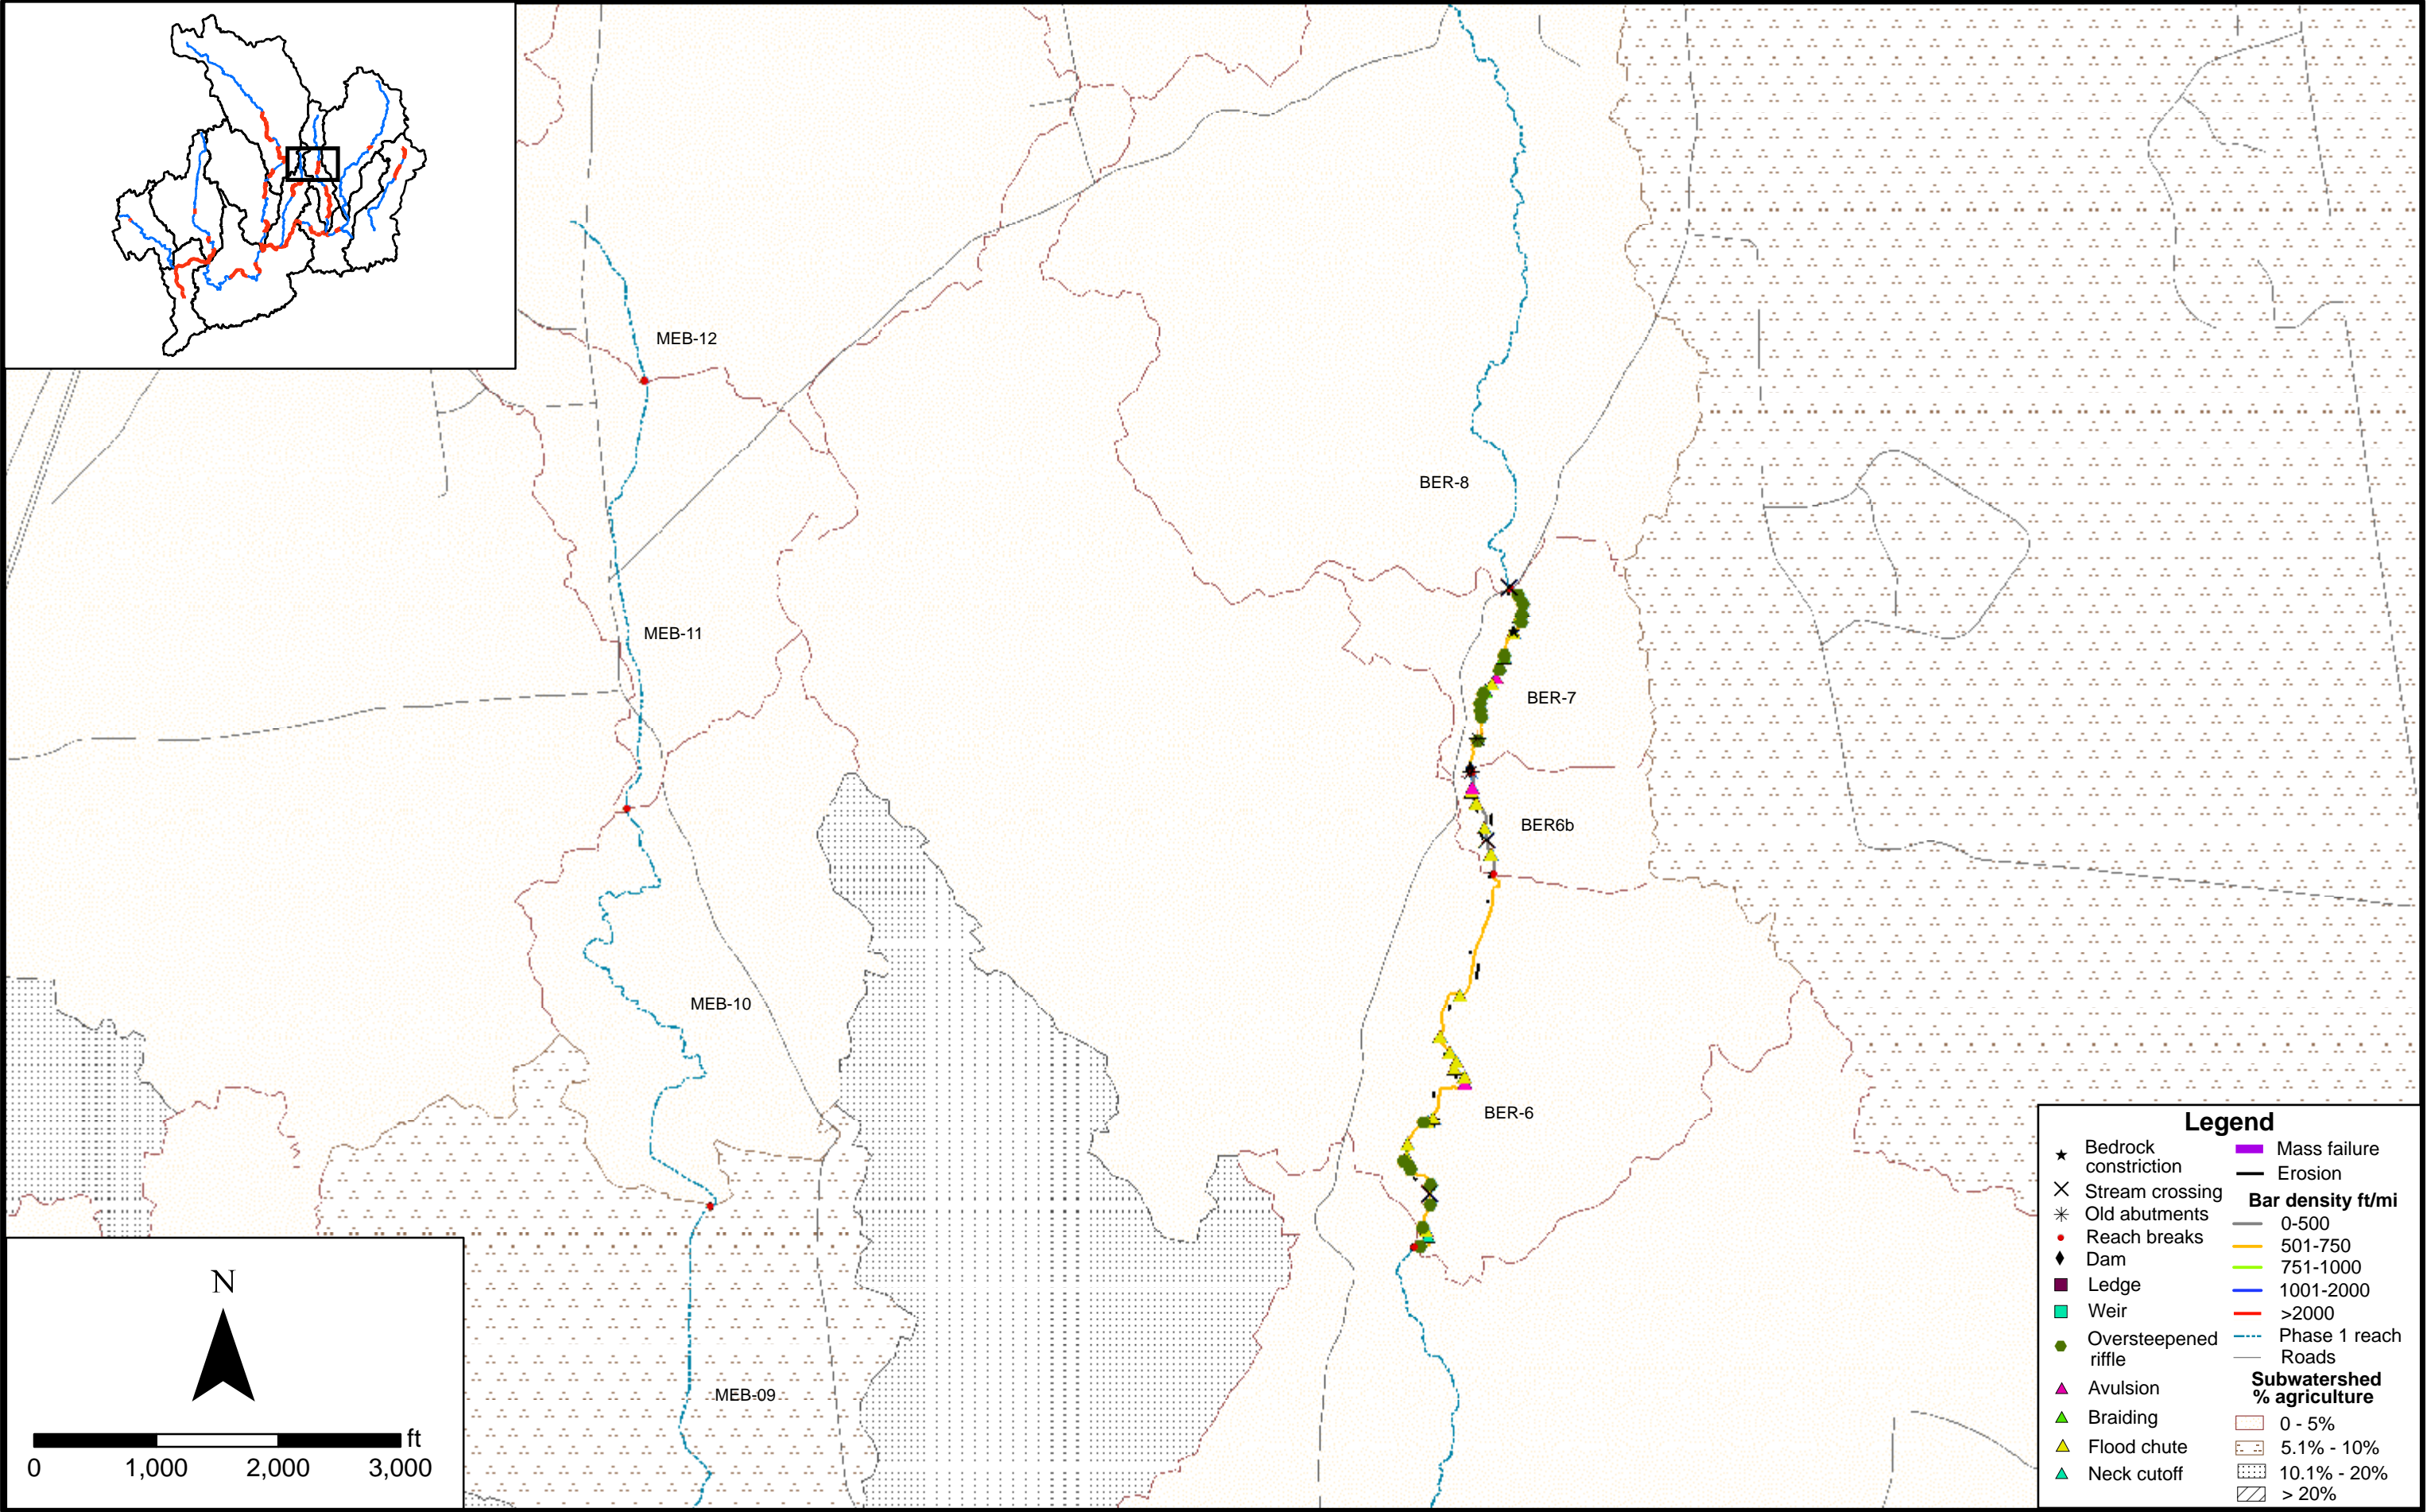 MEB-12
BER-8
MEB-11
BER-7
BER6b
MEB-10
BER-6
MEB-09
N
ft
0 1,000 2,000 3,000
Legend
Bedrock
constriction
Stream crossing
Old abutments
Reach breaks
Dam
Ledge
Weir
Oversteepened
riffle
Avulsion
Braiding
Flood chute
Neck cutoff
Mass failure
Erosion
Bar density ft/mi
0-500
501-750
751-1000
1001-2000
>2000
Phase 1 reach
Roads
Subwatershed
% agriculture
0 - 5%
5.1% - 10%
10.1% - 20%
> 20%